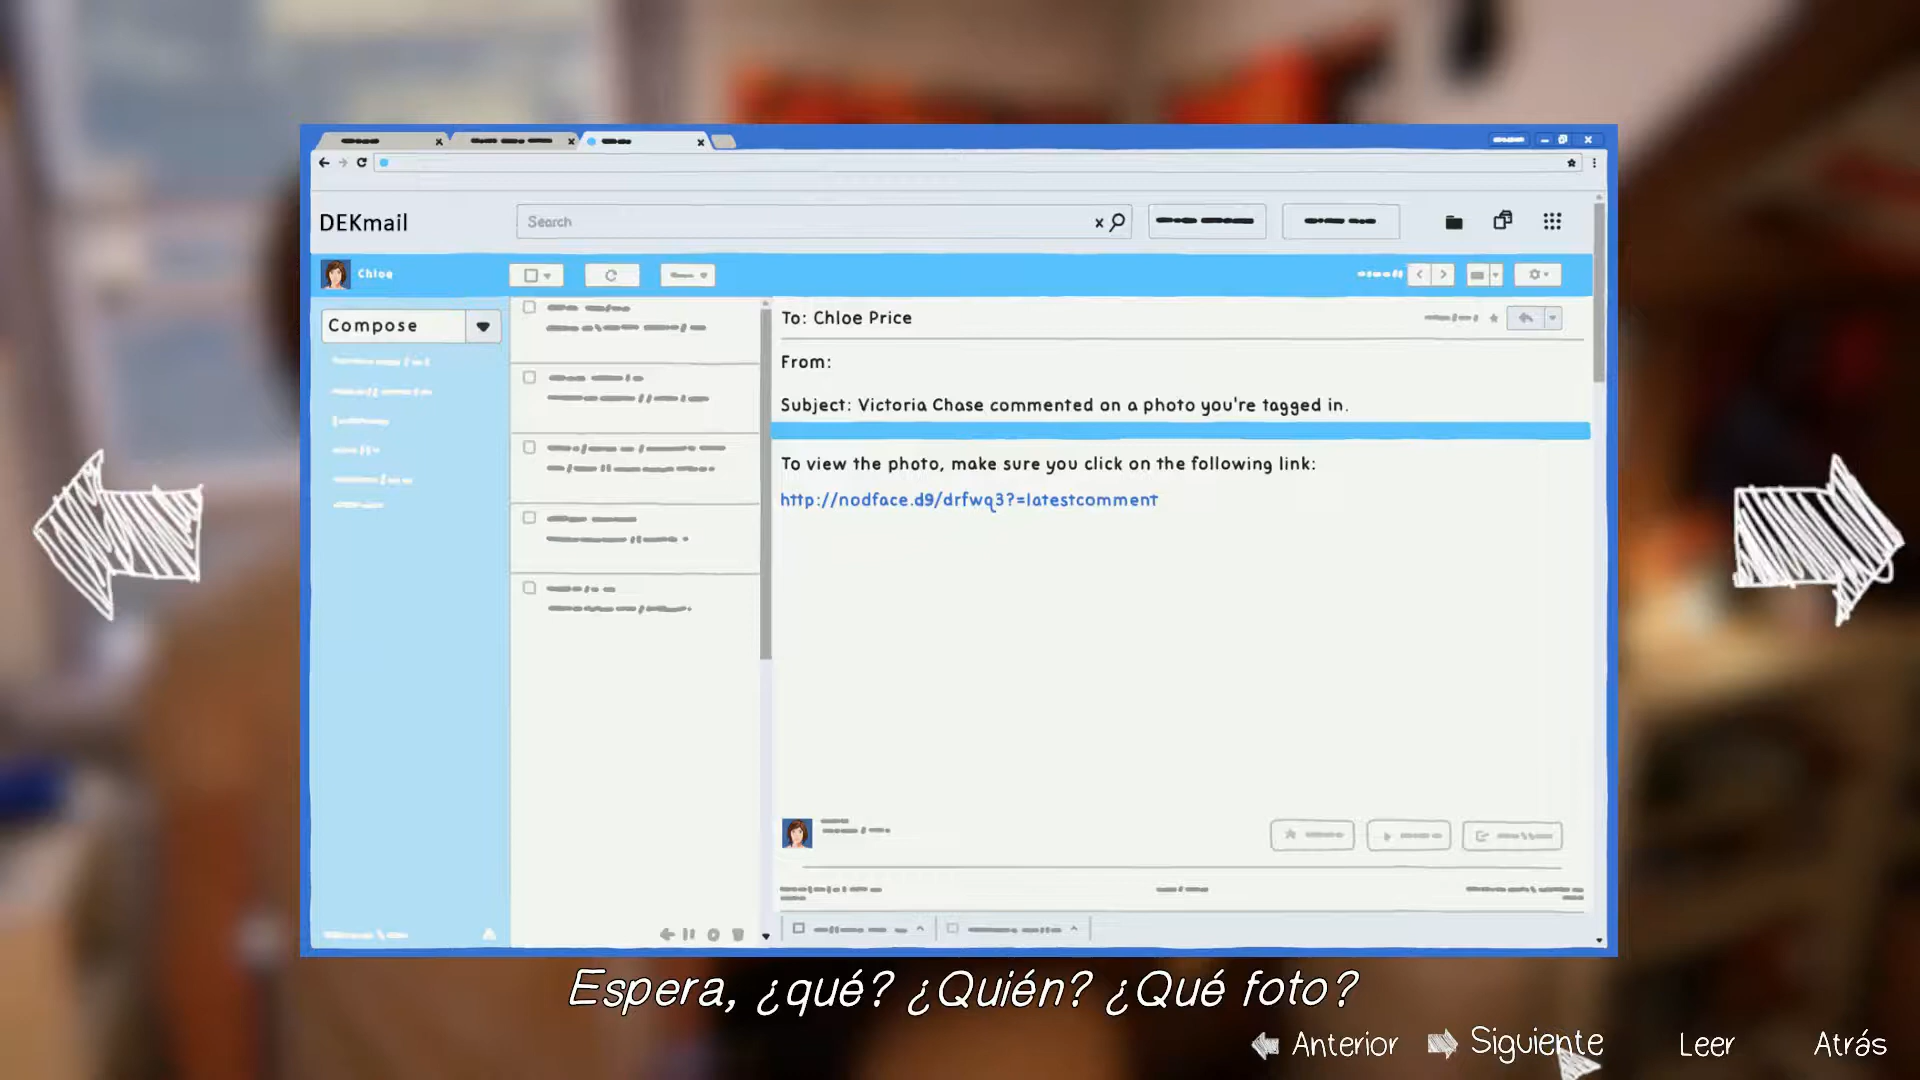 DEKmail
Search
Chloe
Compose
To: Chloe Price
From:
Subject: Victoria Chase commented on a photo you're tagged in.
To view the photo, make sure you click on the following link:
http://nodface.d9/drfwq3?=latestcomment
Espera, ¿qué? ¿Quién? ¿Qué foto?
Anterior Siguiente Leer Atrás